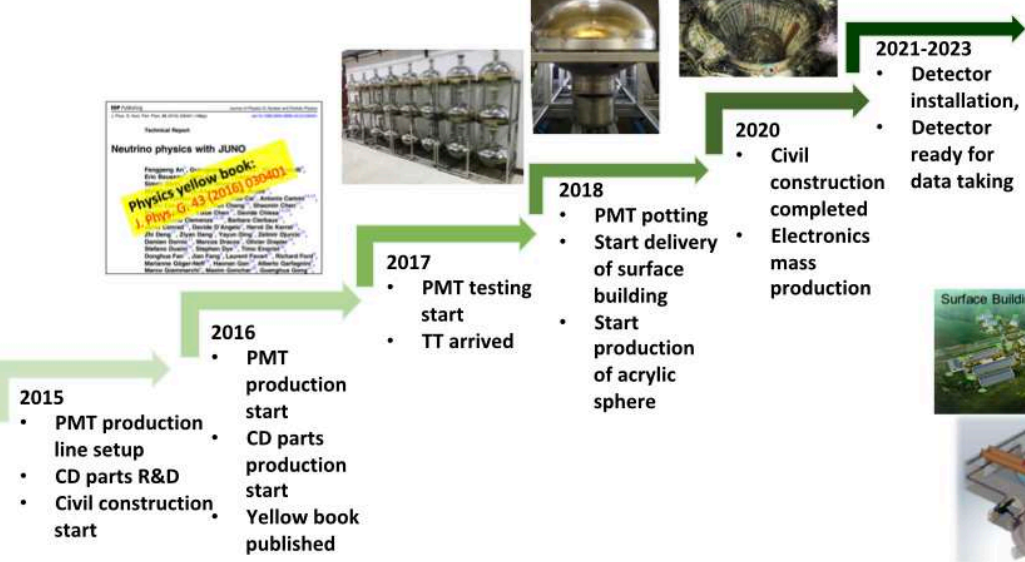 Technical Report
Neutrino physics with JUNO
Physics yellow book:
J. Phys. G. 43 (2016) 030401
2015
• PMT production
line setup
• CD parts R&D
• Civil construction
start
2016
• PMT
production
start
• CD parts
production
start
• Yellow book
published
2017
• PMT testing
start
• TT arrived
2018
• PMT potting
• Start delivery
of surface
building
• Start
production
of acrylic
sphere
2020
• Civil
construction
completed
• Electronics
mass
production
2021-2023
• Detector
installation,
• Detector
ready for
data taking
Surface